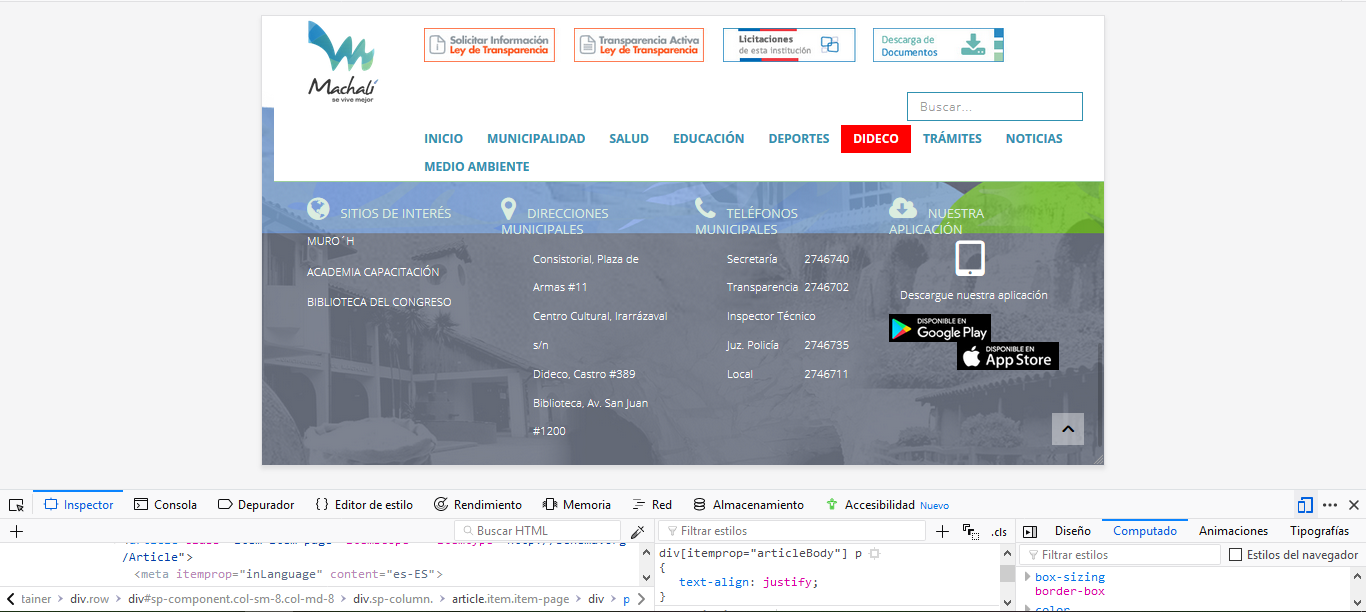 Solicitar Información
Ley de Transparencia
Transparencia Activa
Ley de Transparencia
Licitaciones
de esta institución
Descarga de
Documentos
Machalí
se vive mejor
Buscar...
INICIO MUNICIPALIDAD SALUD EDUCACIÓN DEPORTES DIDECO TRÁMITES NOTICIAS
MEDIO AMBIENTE
SITIOS DE INTERÉS
MURO´H
ACADEMIA CAPACITACIÓN
BIBLIOTECA DEL CONGRESO
DIRECCIONES
MUNICIPALES
Consistorial, Plaza de
Armas #11
Centro Cultural, Irarrázaval
s/n
Dideco, Castro #389
Biblioteca, Av. San Juan
#1200
TELÉFONOS
MUNICIPALES
Secretaría 2746740
Transparencia 2746702
Inspector Técnico
Juz. Policía 2746735
Local 2746711
NUESTRA
APLICACIÓN
Descargue nuestra aplicación
DISPONIBLE EN
Google Play
DISPONIBLE EN
App Store
Inspector Consola Depurador {} Editor de estilo Rendimiento Memoria Red Almacenamiento Accesibilidad Nuevo
Buscar HTML
/Article">
<meta itemprop="inLanguage" content="es-ES">
tainer > div.row > div#sp-component.col-sm-8.col-md-8 > div.sp-column. > article.item.item-page > div > p
Filtrar estilos
.cls
div[itemprop="articleBody"] p
{
text-align: justify;
}
Diseño Computado Animaciones Tipografías
Filtrar estilos
Estilos del navegador
box-sizing
border-box
color